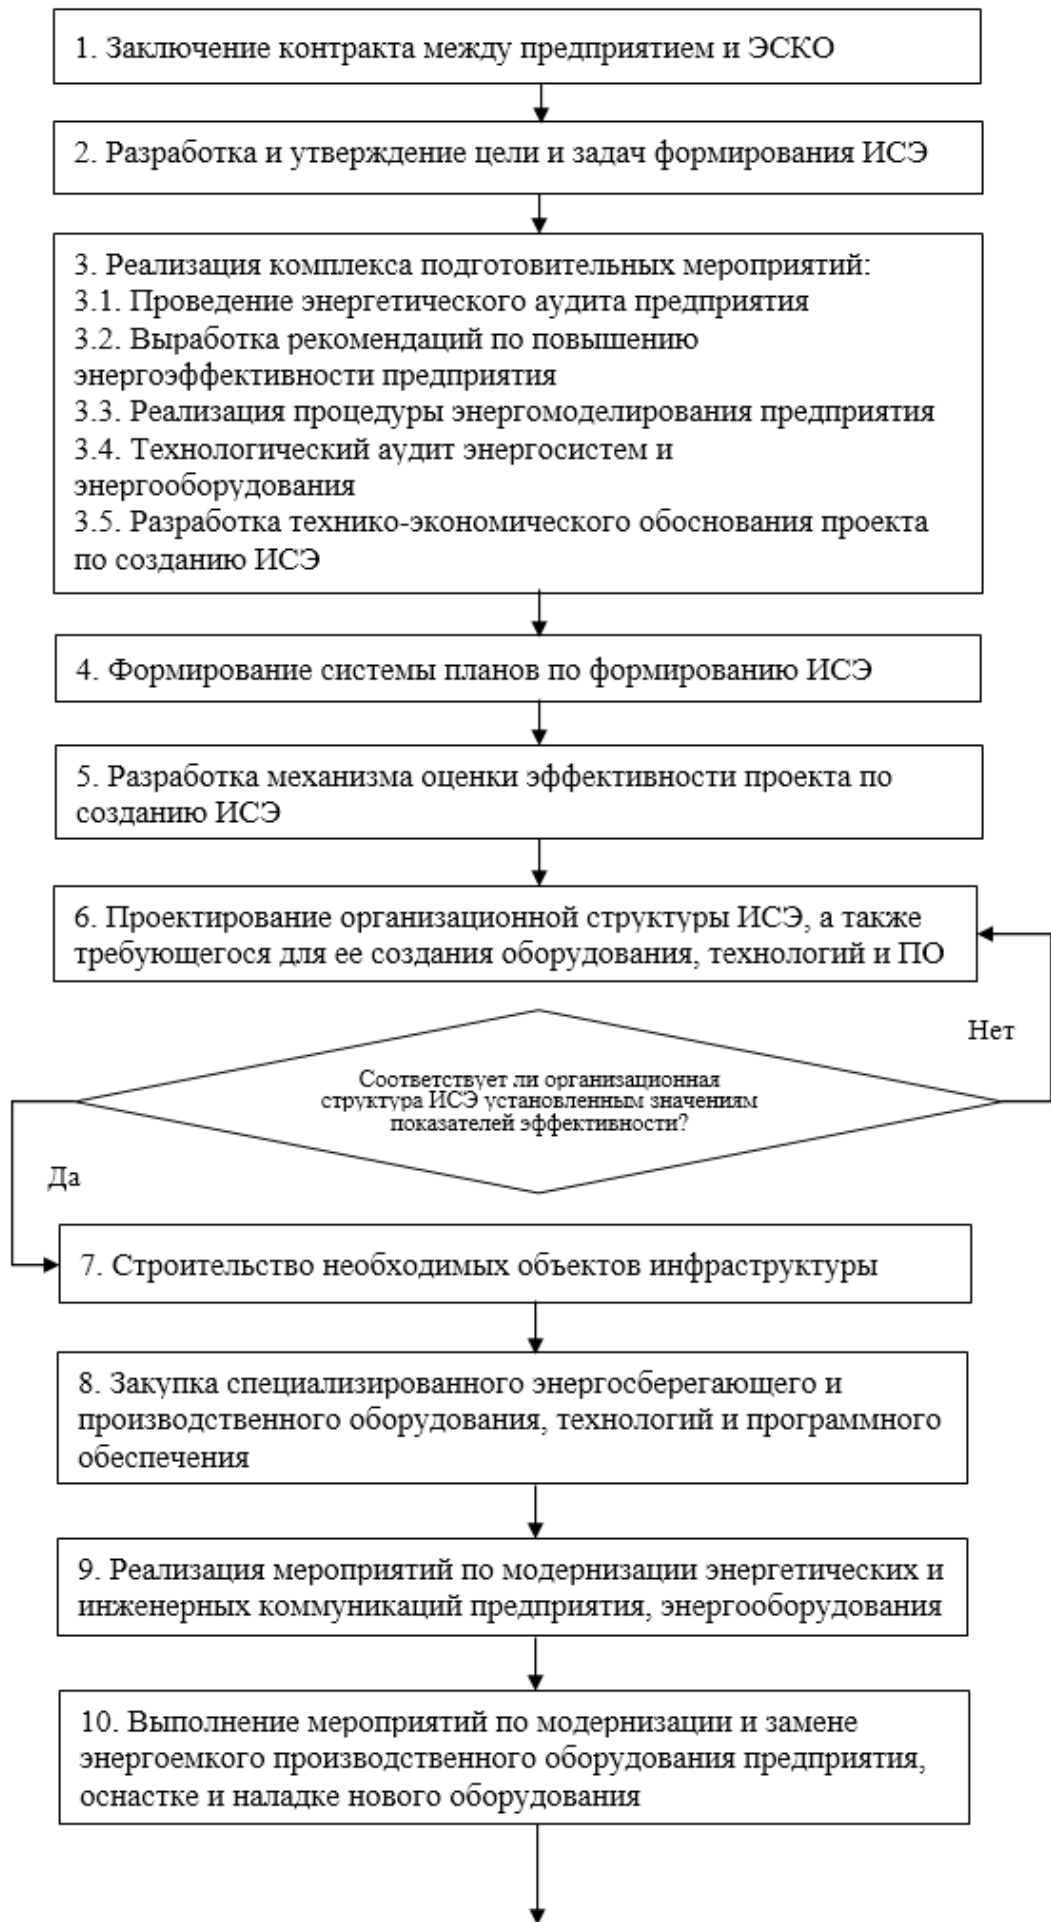 1. Заключение контракта между предприятием и ЭСКО
2. Разработка и утверждение цели и задач формирования ИСЭ
3. Реализация комплекса подготовительных мероприятий:
3.1. Проведение энергетического аудита предприятия
3.2. Выработка рекомендаций по повышению
энергоэффективности предприятия
3.3. Реализация процедуры энергомоделирования предприятия
3.4. Технологический аудит энергосистем и
энергооборудования
3.5. Разработка технико-экономического обоснования проекта
по созданию ИСЭ
4. Формирование системы планов по формированию ИСЭ
5. Разработка механизма оценки эффективности проекта по
созданию ИСЭ
6. Проектирование организационной структуры ИСЭ, а также
требующегося для ее создания оборудования, технологий и ПО
Нет
Соответствует ли организационная
структура ИСЭ установленным значениям
показателей эффективности?
Да
7. Строительство необходимых объектов инфраструктуры
8. Закупка специализированного энергосберегающего и
производственного оборудования, технологий и программного
обеспечения
9. Реализация мероприятий по модернизации энергетических и
инженерных коммуникаций предприятия, энергооборудования
10. Выполнение мероприятий по модернизации и замене
энергоемкого производственного оборудования предприятия,
оснастке и наладке нового оборудования